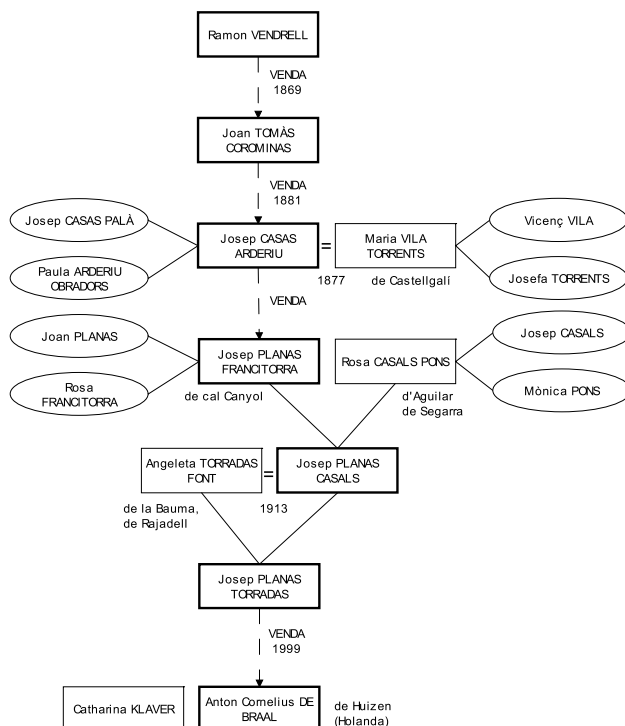 Ramon VENDRELL
VENDA
1869
Joan TOMÀS
COROMINAS
VENDA
1881
Josep CASAS PALÀ
Paula ARDERIU
OBRADORS
Josep CASAS
ARDERIU
=
1877
Maria VILA
TORRENTS
de Castellgalí
Vicenç VILA
Josefa TORRENTS
VENDA
Joan PLANAS
Rosa
FRANCITORRA
Josep PLANAS
FRANCITORRA
de cal Canyol
Rosa CASALS PONS
d'Aguilar
de Segarra
Josep CASALS
Mònica PONS
Angeleta TORRADAS
FONT
de la Bauma,
de Rajadell
=
1913
Josep PLANAS
CASALS
Josep PLANAS
TORRADAS
VENDA
1999
Catharina KLAVER
Anton Cornelius DE
BRAAL
de Huizen
(Holanda)